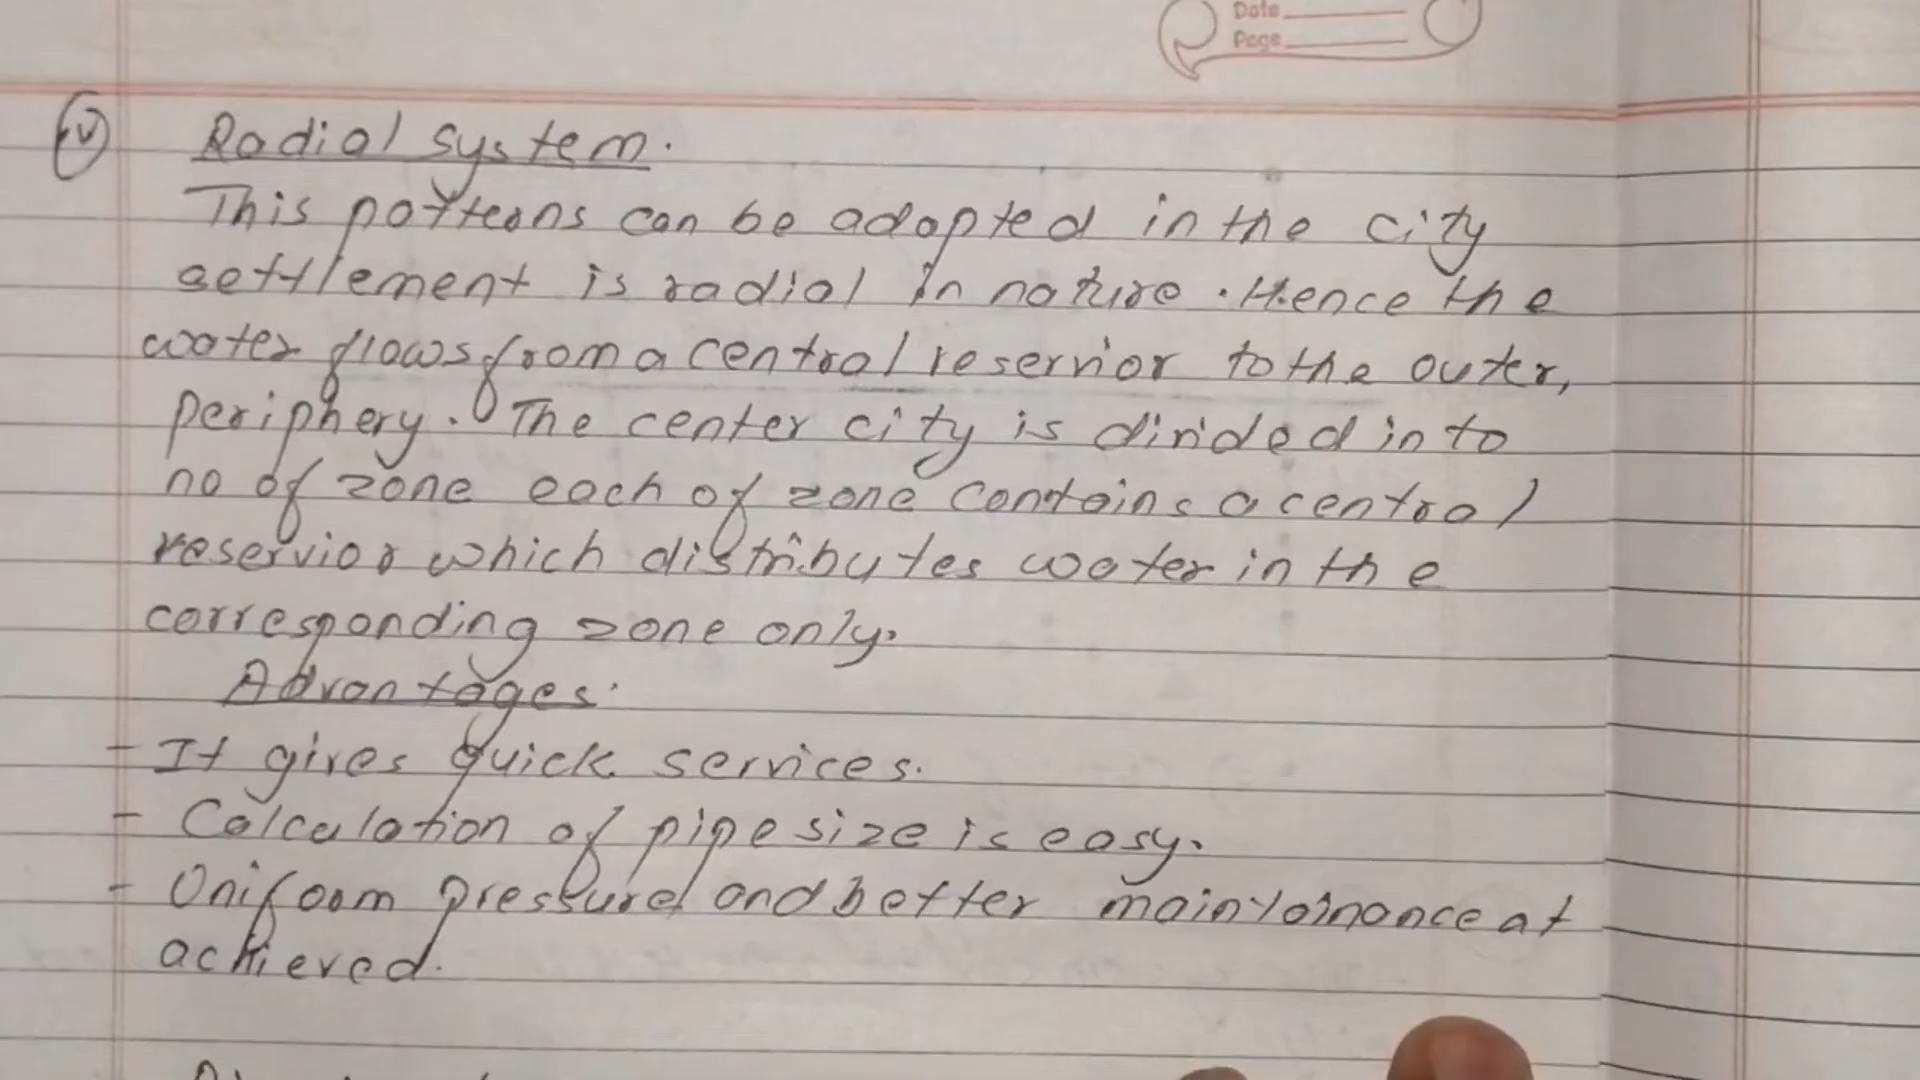 Date
Page
(iv) Radial system.
This patterns can be adopted in the city
settlement is radial in nature. Hence the
water flows from a central reservior to the outer,
periphery. The center city is divided into
no of zone each of zone contains a central
reservior which distributes water in the
corresponding zone only.
Advantages:
- It gives quick services.
- Calculation of pipe size is easy.
- Uniform pressure and better maintainance at
achieved.